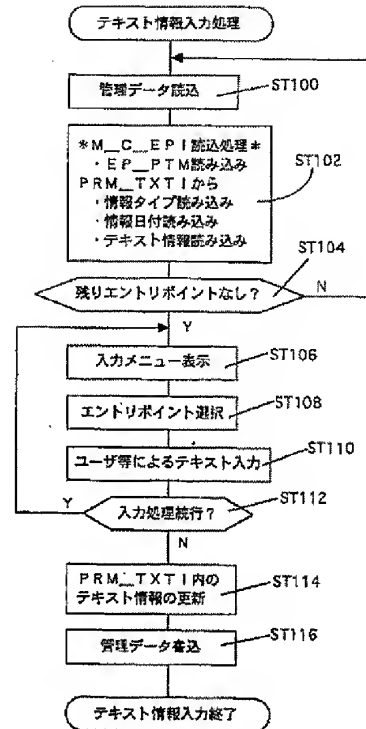 テキスト情報入力処理
管理データ読込
ST100
*M__C__EPI読込処理*
・EP__PTM読み込み
PRM__TXTIから
・情報タイプ読み込み
・情報日付読み込み
・テキスト情報読み込み
ST102
ST104
残りエントリポイントなし?
N
Y
入力メニュー表示
ST106
エントリポイント選択
ST108
ユーザ等によるテキスト入力
ST110
入力処理続行?
ST112
Y
N
PRM__TXTI内の
テキスト情報の更新
ST114
管理データ書込
ST116
テキスト情報入力終了